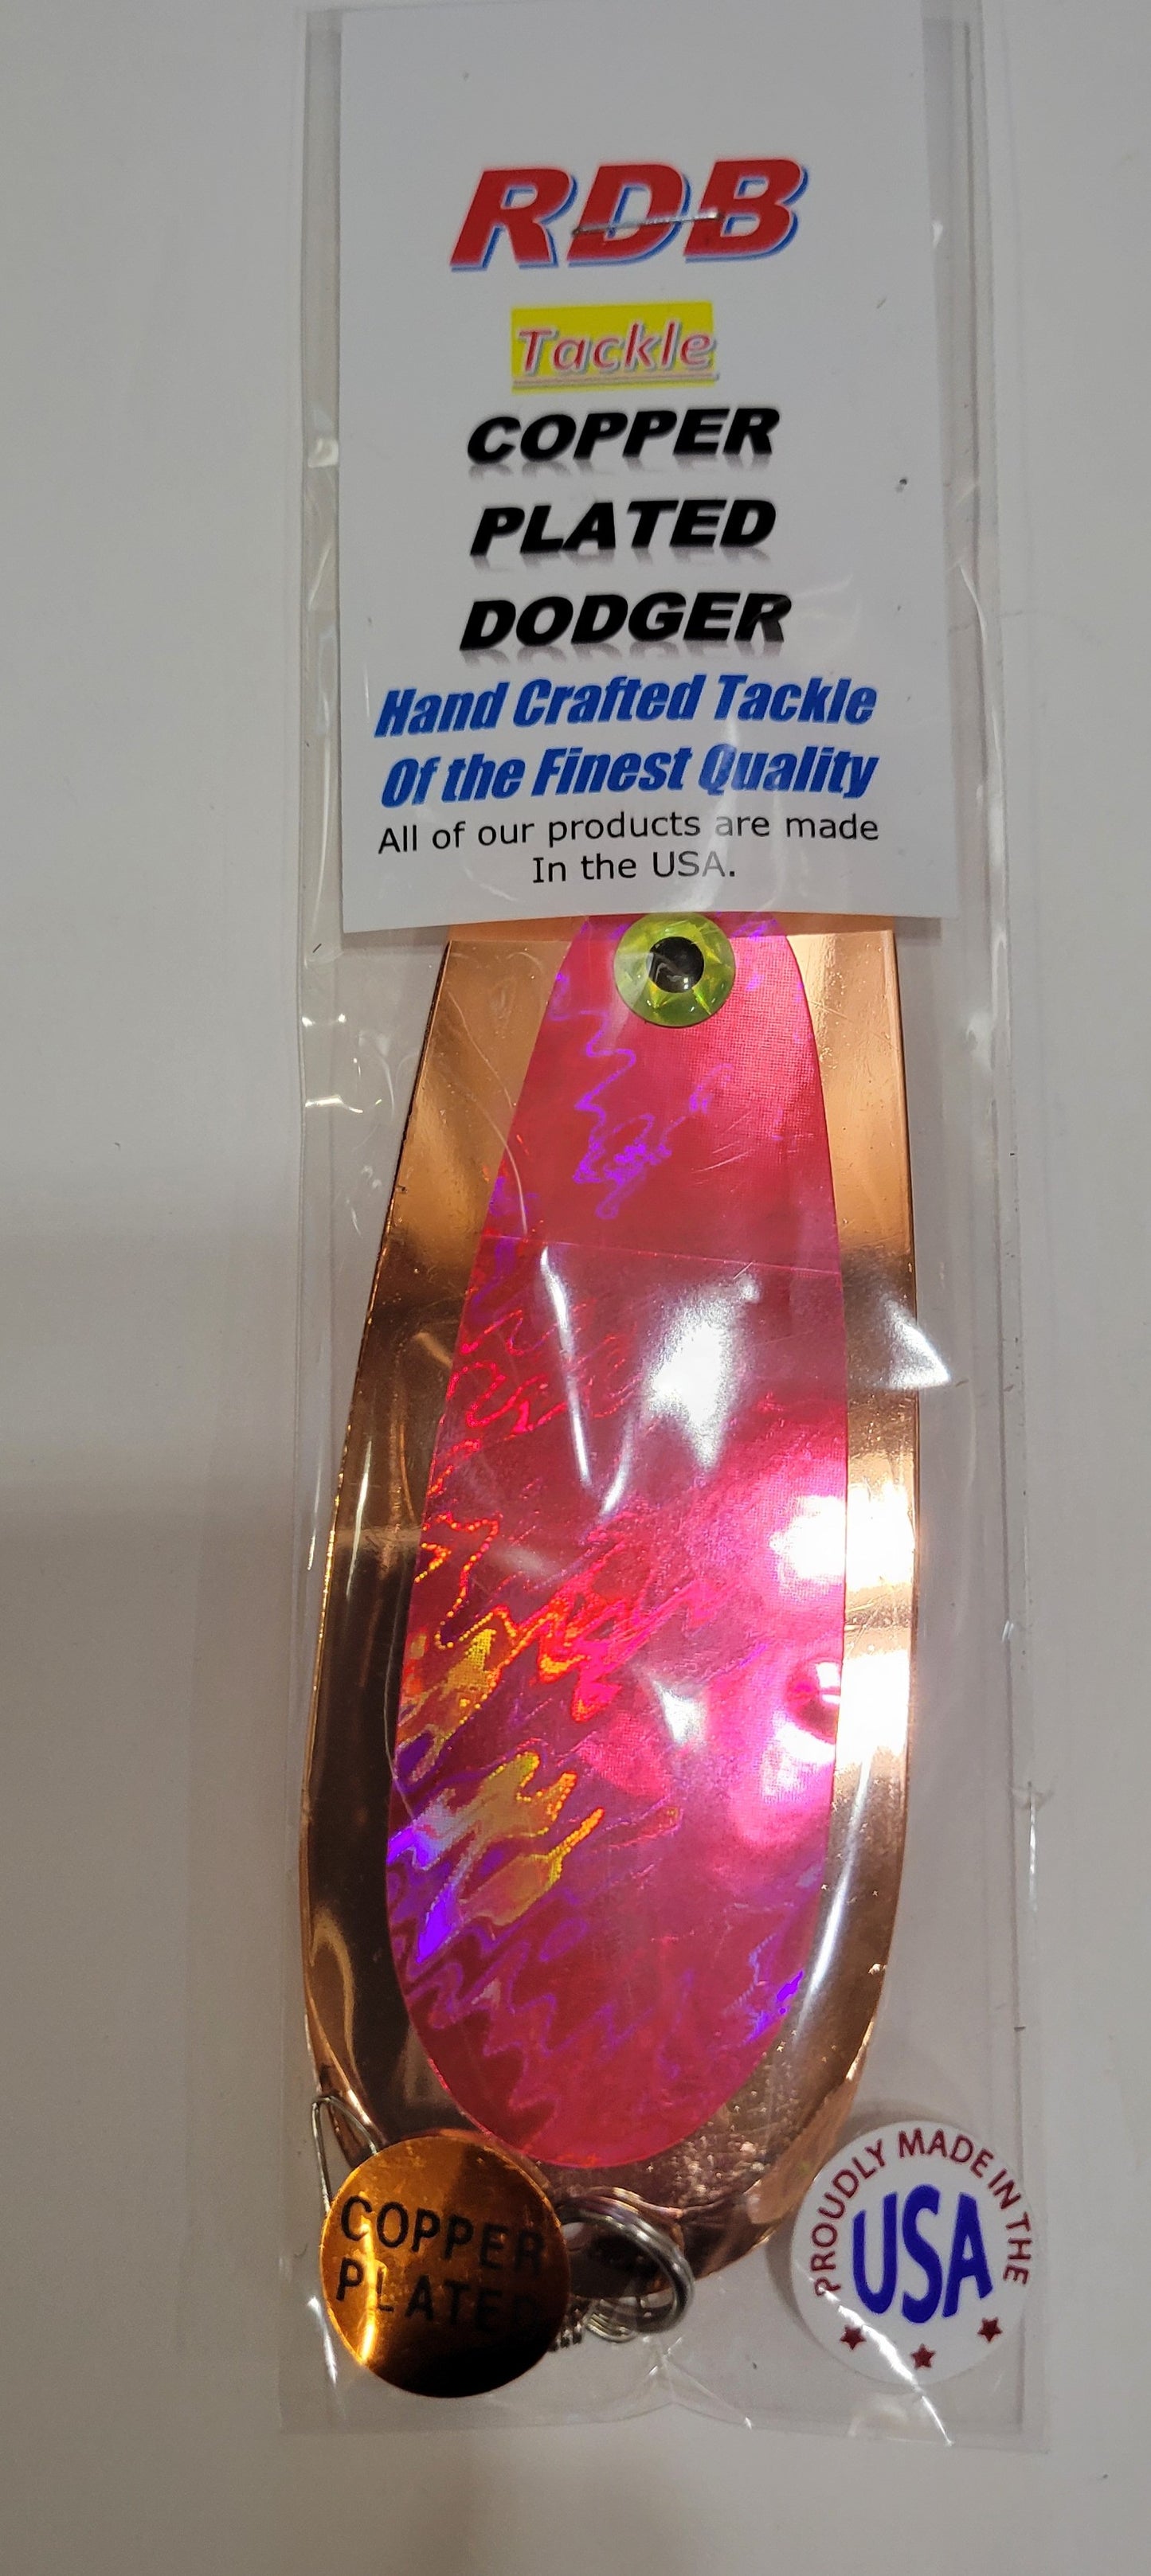 RDB
Tackle
COPPER
PLATED
DODGER
Hand Crafted Tackle
Of the Finest Quality
All of our products are made
In the USA.
COPPER
PLATED
PROUDLY MADE IN THE
USA